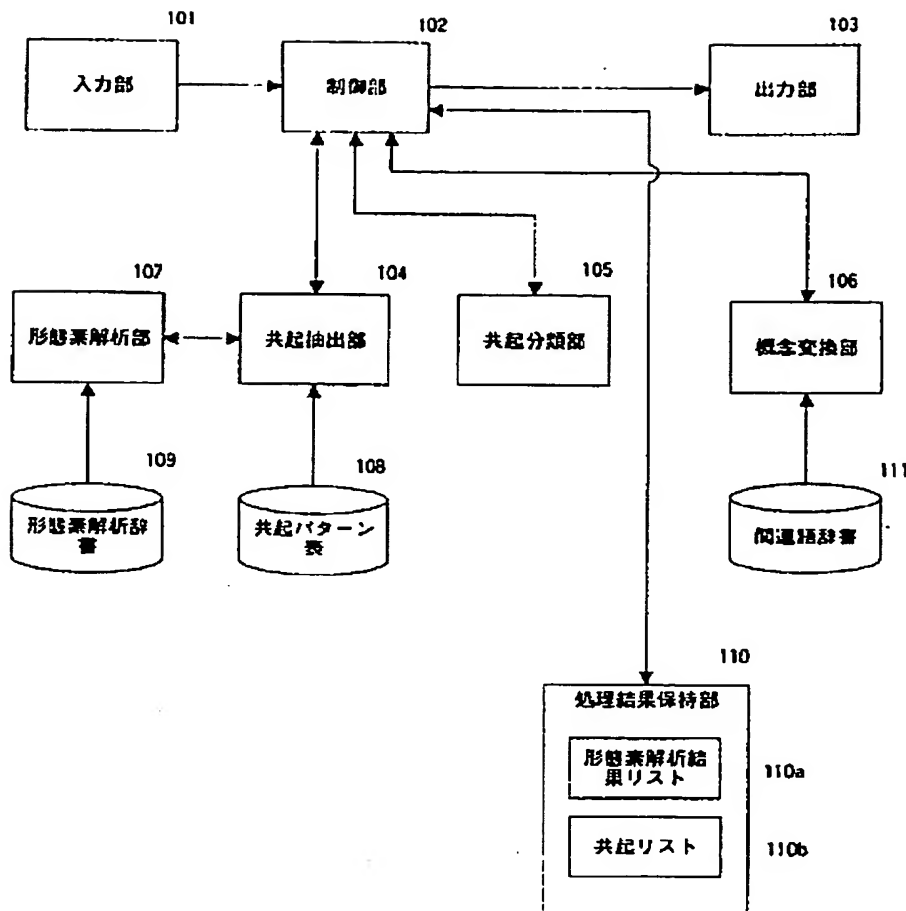 101
102
103
入力部
制御部
出力部
107
104
105
106
形態素解析部
共起抽出部
共起分類部
概念変換部
109
108
111
形態素解析辞
書
共起パターン
表
関連語辞書
110
処理結果保持部
形態素解析結
果リスト
110a
共起リスト
110b